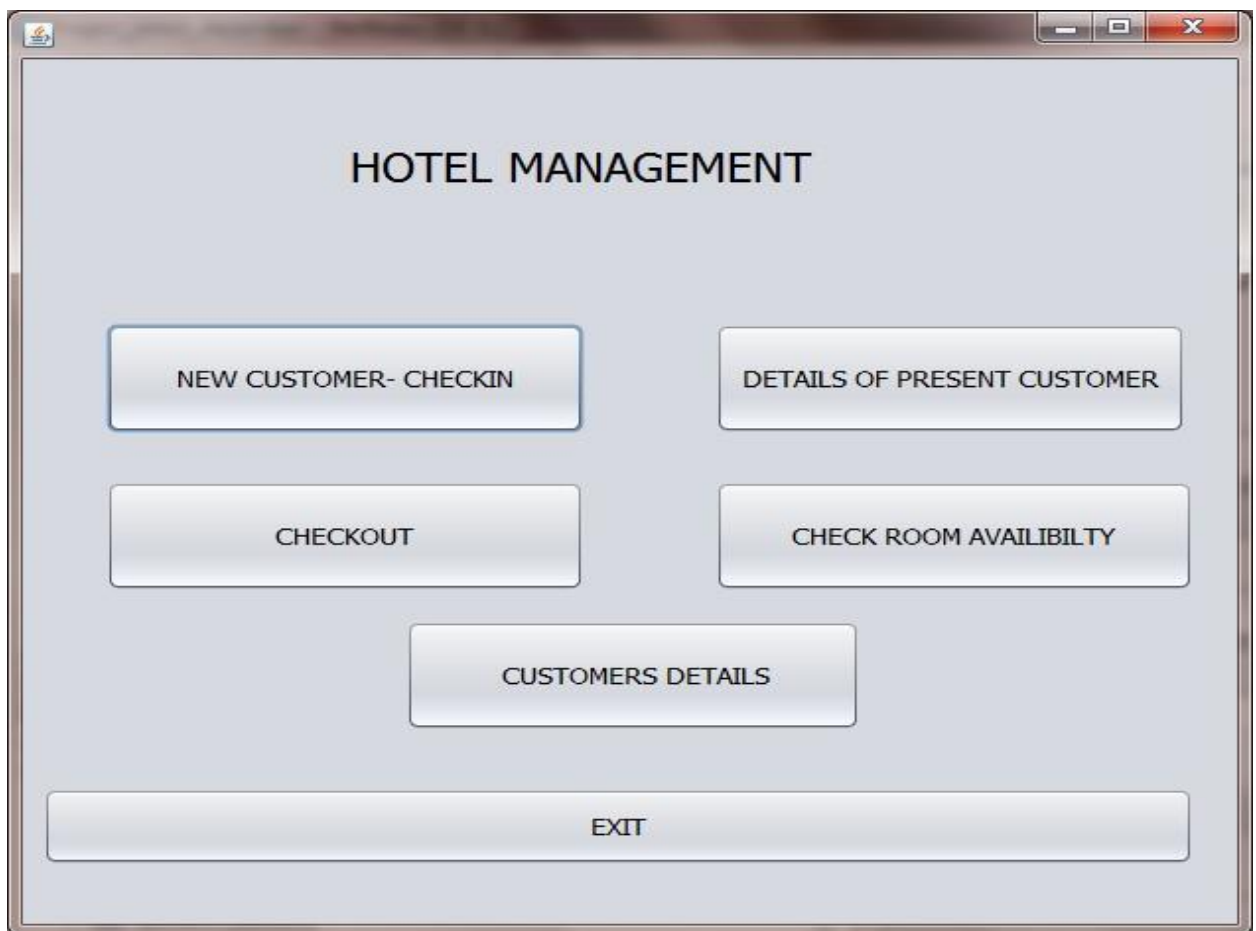 HOTEL MANAGEMENT
NEW CUSTOMER- CHECKIN
DETAILS OF PRESENT CUSTOMER
CHECKOUT
CHECK ROOM AVAILIBILTY
CUSTOMERS DETAILS
EXIT